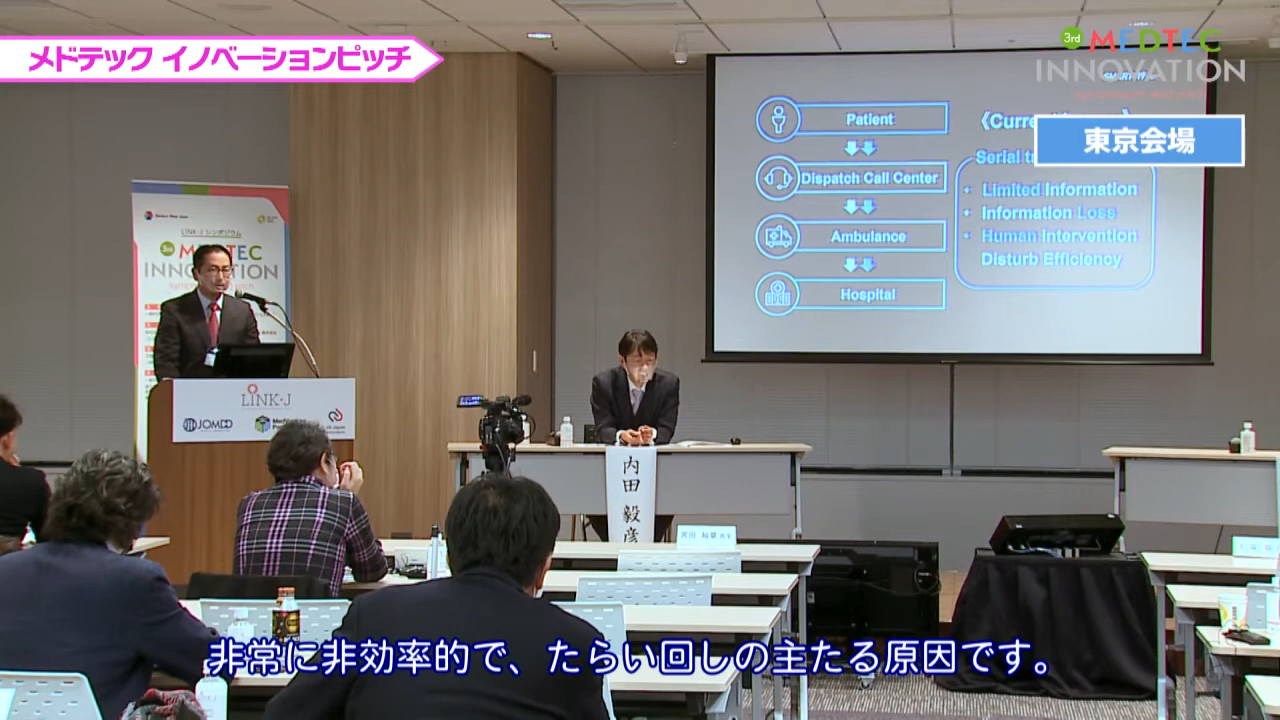 メドテック イノベーションピッチ
3rd MEDTEC
INNOVATION
東京会場
Patient
Dispatch Call Center
Ambulance
Hospital
Limited Information
Information Loss
Human Intervention
Disturb Efficiency
LINK-J シンポジウム
3rd MEDTEC
INNOVATION
LINK-J
JOMDD
内田 毅彦
非常に非効率的で、たらい回しの主たる原因です。